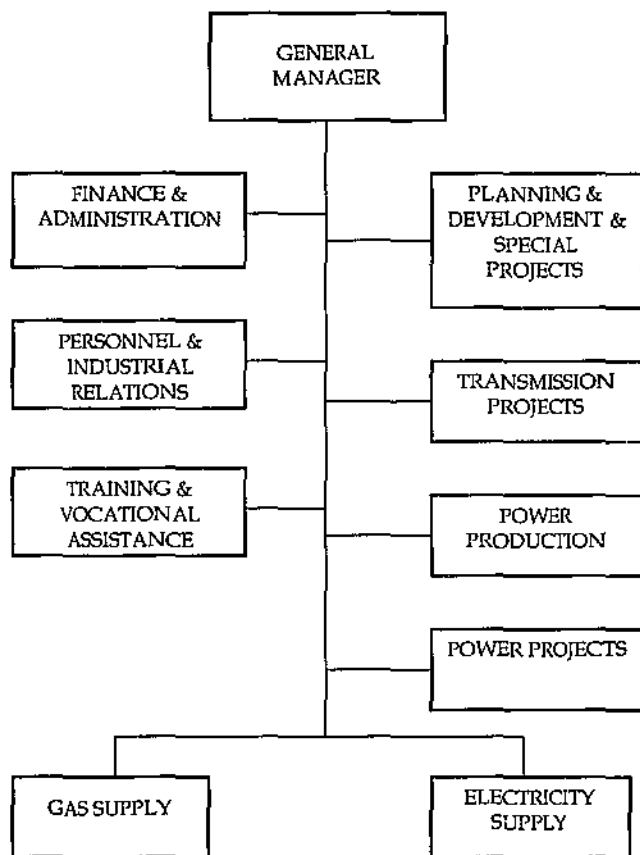 GENERAL
MANAGER
FINANCE &
ADMINISTRATION
PLANNING &
DEVELOPMENT &
SPECIAL
PROJECTS
PERSONNEL &
INDUSTRIAL
RELATIONS
TRANSMISSION
PROJECTS
TRAINING &
VOCATIONAL
ASSISTANCE
POWER
PRODUCTION
POWER PROJECTS
GAS SUPPLY
ELECTRICITY
SUPPLY